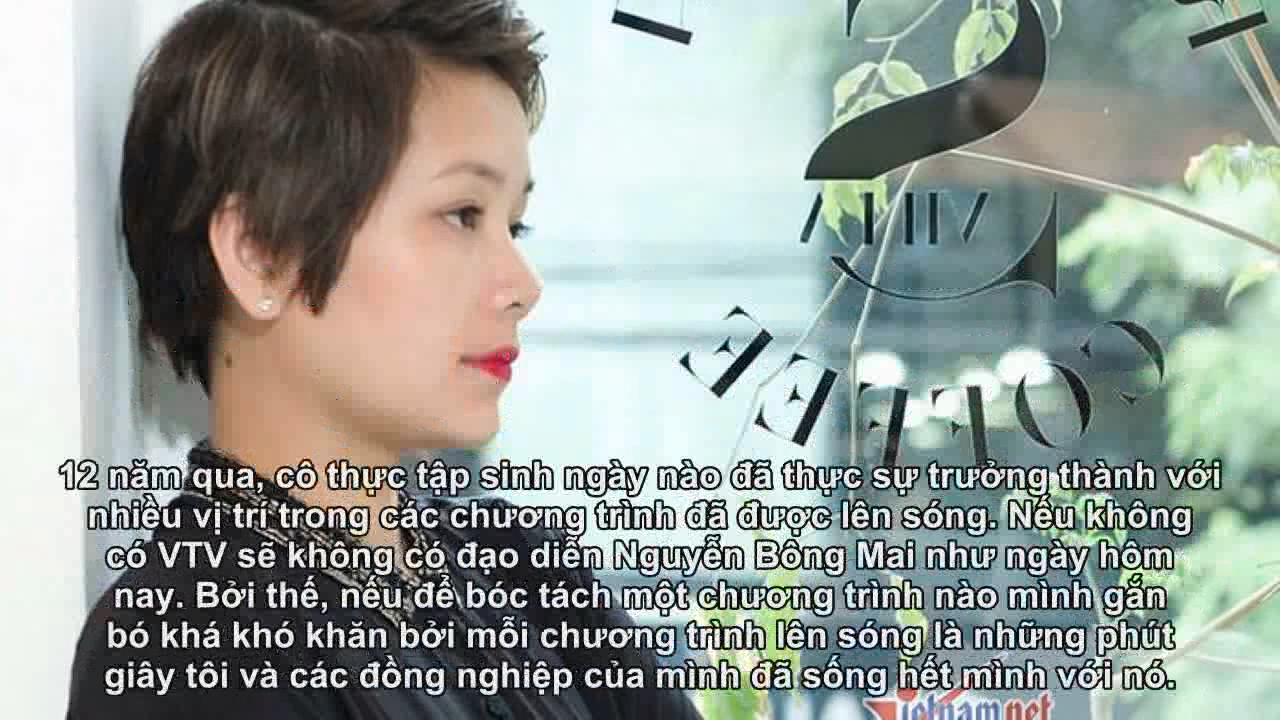 COFFEE
12 năm qua, cô thực tập sinh ngày nào đã thực sự trưởng thành với
nhiều vị trí trong các chương trình đã được lên sóng. Nếu không
có VTV sẽ không có đạo diễn Nguyễn Bông Mai như ngày hôm
nay. Bởi thế, nếu để bóc tách một chương trình nào mình gắn
bó khá khó khăn bởi mỗi chương trình lên sóng là những phút
giây tôi và các đồng nghiệp của mình đã sống hết mình với nó.
vietnamnet